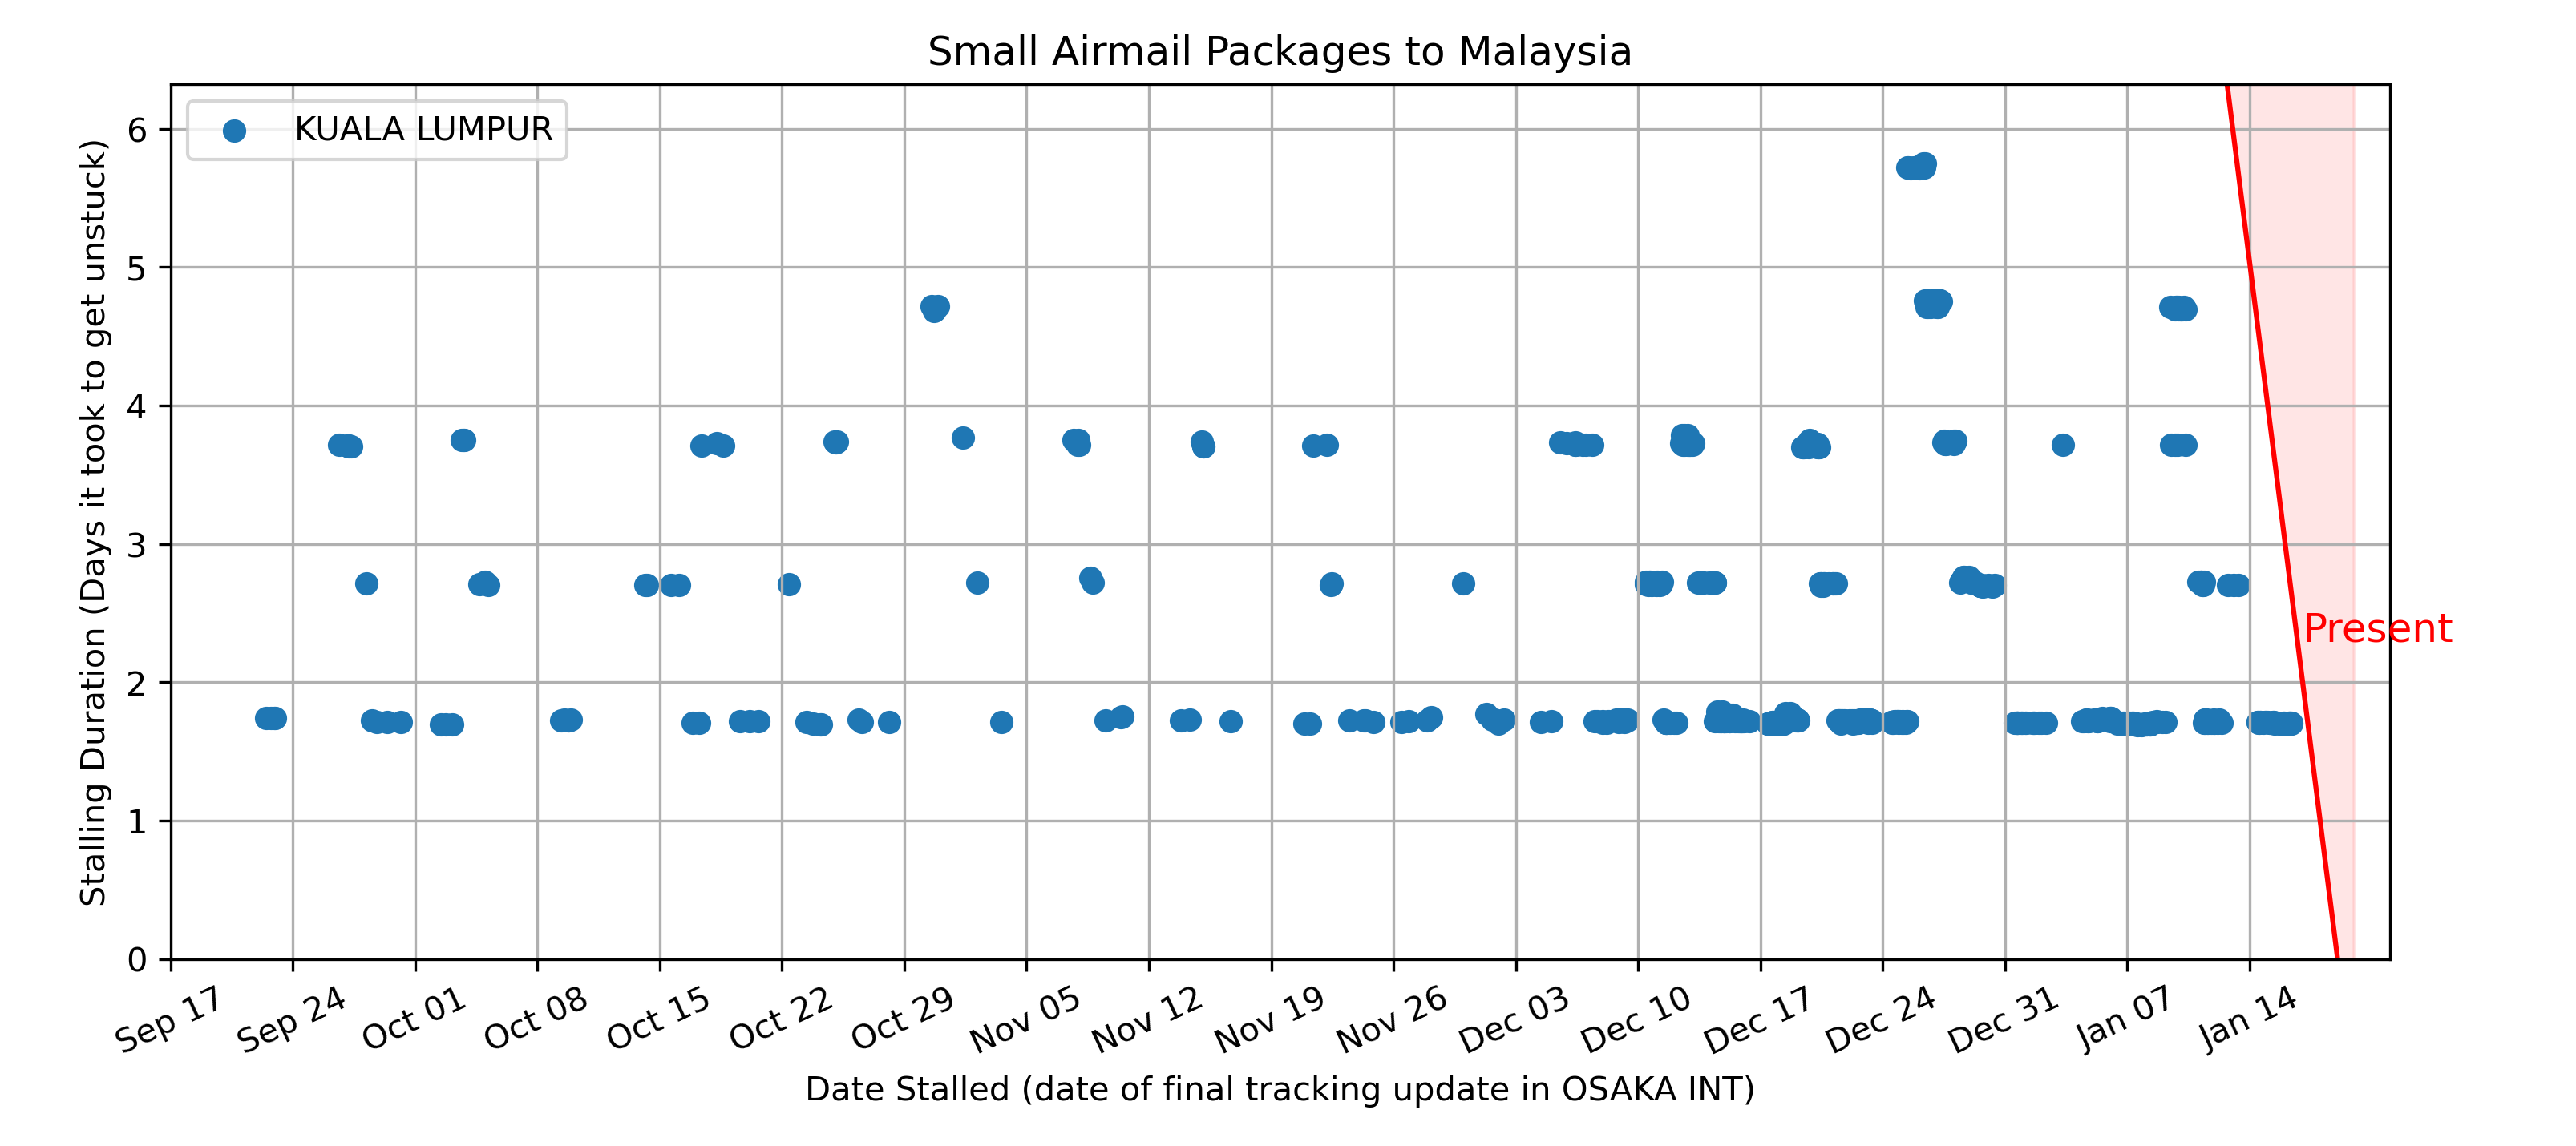 Small Airmail Packages to Malaysia
KUALA LUMPUR
Stalling Duration (Days it took to get unstuck)
6
5
4
3
2
1
0
Present
Sep 17 Sep 24 Oct 01 Oct 08 Oct 15 Oct 22 Oct 29 Nov 05 Nov 12 Nov 19 Nov 26 Dec 03 Dec 10 Dec 17 Dec 24 Dec 31 Jan 07 Jan 14
Date Stalled (date of final tracking update in OSAKA INT)